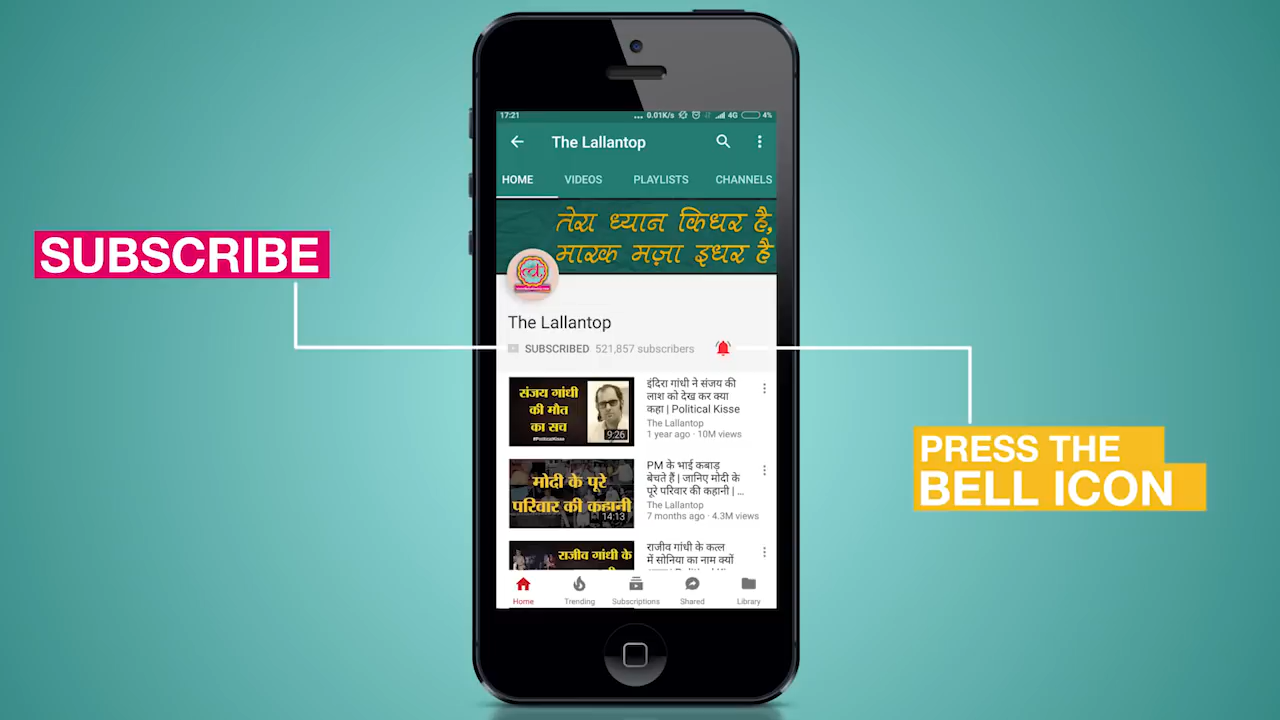 17:21 ... 0.01K/s 4G 4%
The Lallantop
HOME VIDEOS PLAYLISTS CHANNELS
तेरा ध्यान किधर है,
मारक मज़ा इधर है
SUBSCRIBE
The Lallantop
SUBSCRIBED 521,857 subscribers
संजय गांधी
की मौत
का सच
#PoliticalKisse
9:26
इंदिरा गांधी ने संजय की
लाश को देख कर क्या
कहा | Political Kisse
The Lallantop
1 year ago · 10M views
PRESS THE
BELL ICON
मोदी के पूरे
परिवार की कहानी
14:13
PM के भाई कबाड़
बेचते हैं | जानिए मोदी के
पूरे परिवार की कहानी | ...
The Lallantop
7 months ago · 4.3M views
राजीव गांधी के
राजीव गांधी के कत्ल
में सोनिया का नाम क्यों
Home Trending Subscriptions Shared Library